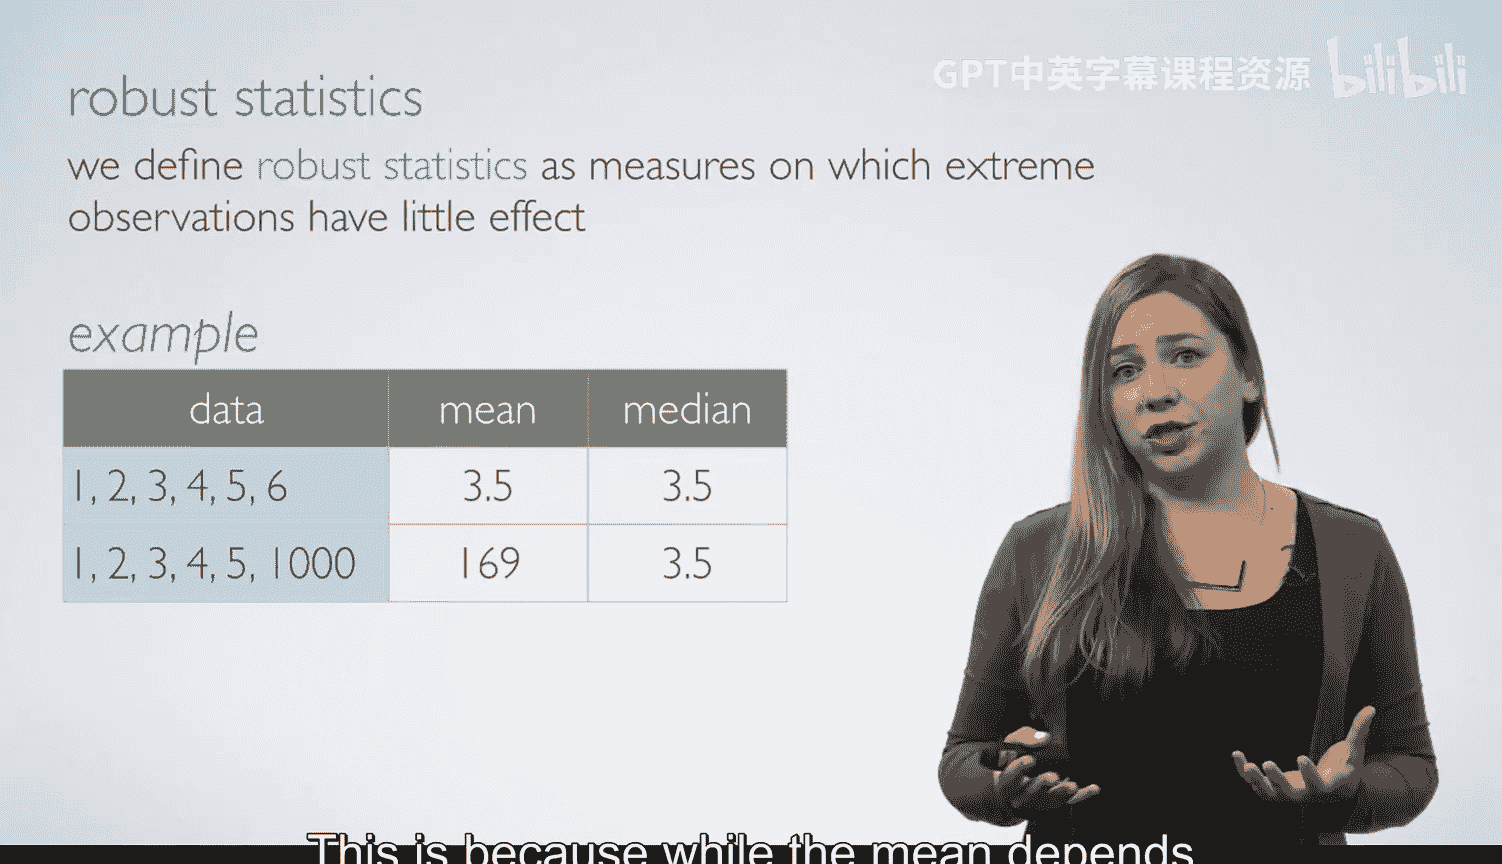 GPT中英字幕课程资源 bilibili
robust statistics
we define robust statistics as measures on which extreme
observations have little effect
example
data mean median
1, 2, 3, 4, 5, 6 3.5 3.5
1, 2, 3, 4, 5, 1000 169 3.5
This is because while the mean depends